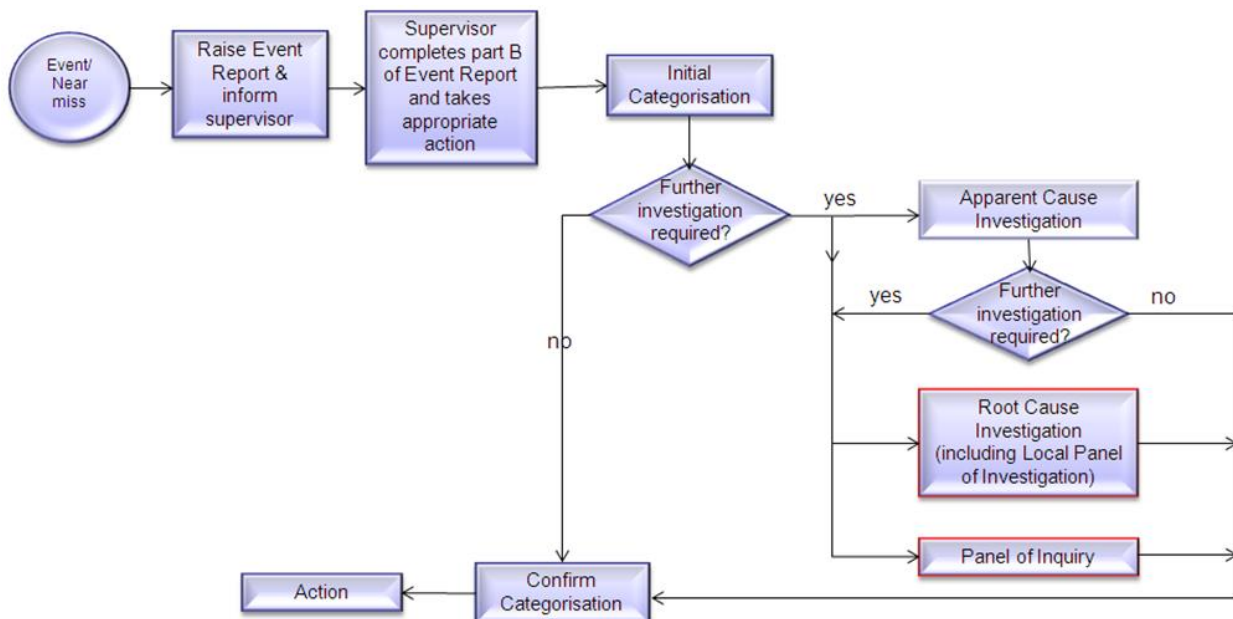 Event/
Near
miss
Raise Event
Report &
inform
supervisor
Supervisor
completes part B
of Event Report
and takes
appropriate
action
Initial
Categorisation
Further
investigation
required?
yes
Apparent Cause
Investigation
no
yes
Further
investigation
required?
no
Root Cause
Investigation
(including Local Panel
of Investigation)
Panel of Inquiry
Confirm
Categorisation
Action